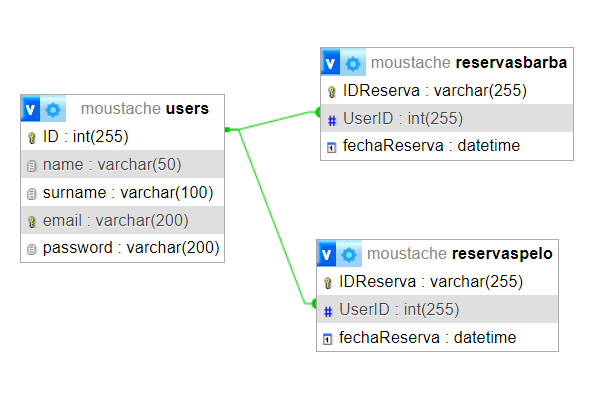 moustache users
ID : int(255)
name : varchar(50)
surname : varchar(100)
email : varchar(200)
password : varchar(200)
moustache reservasbarba
IDReserva : varchar(255)
UserID : int(255)
fechaReserva : datetime
moustache reservaspelo
IDReserva : varchar(255)
UserID : int(255)
fechaReserva : datetime